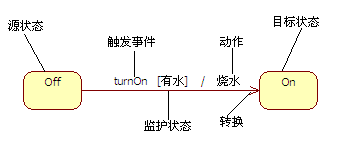 目标状态
源状态
触发事件
动作
Off
turnOn [有水] / 烧水
On
监护状态
转换